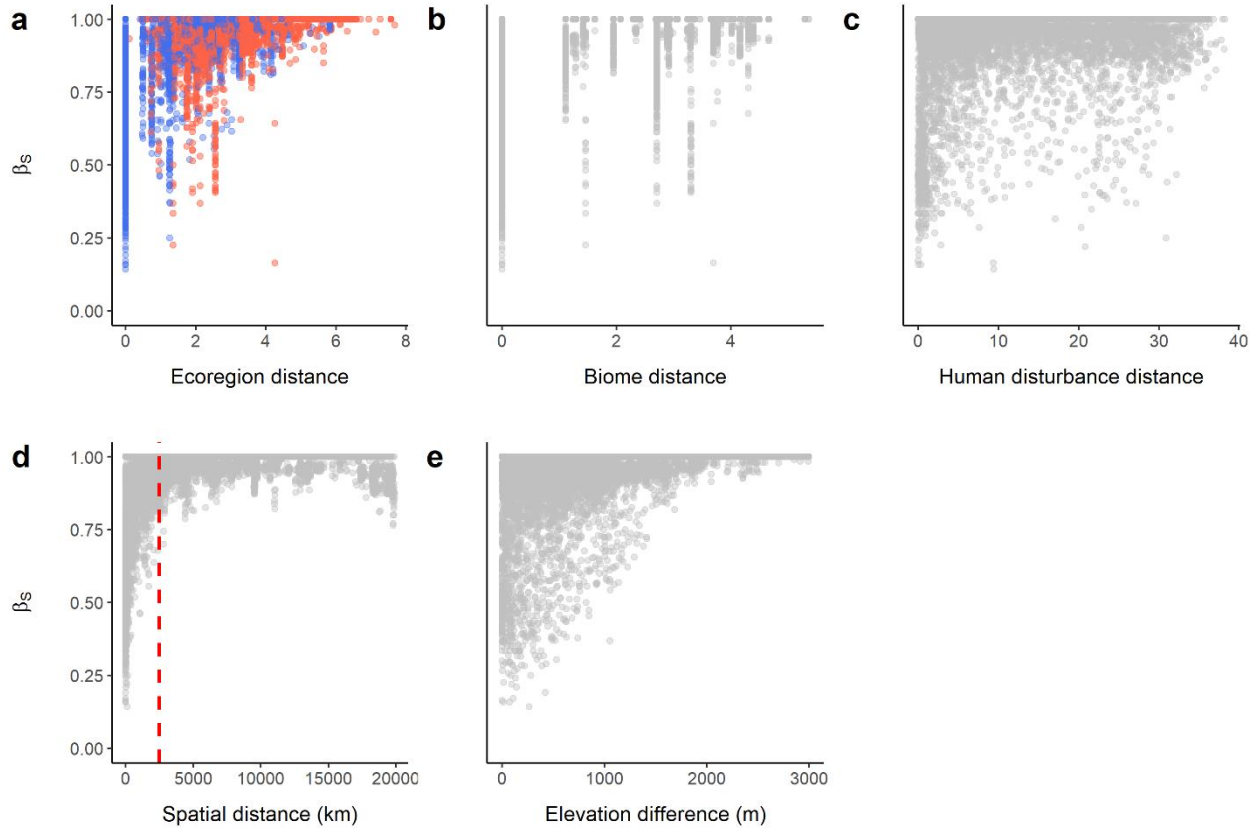 a
b
c
1.00
0.75
0.50
0.25
0.00
βS
0 2 4 6 8
0 2 4
0 10 20 30 40
Ecoregion distance
Biome distance
Human disturbance distance
d
e
1.00
0.75
0.50
0.25
0.00
βS
0 5000 10000 15000 20000
0 1000 2000 3000
Spatial distance (km)
Elevation difference (m)